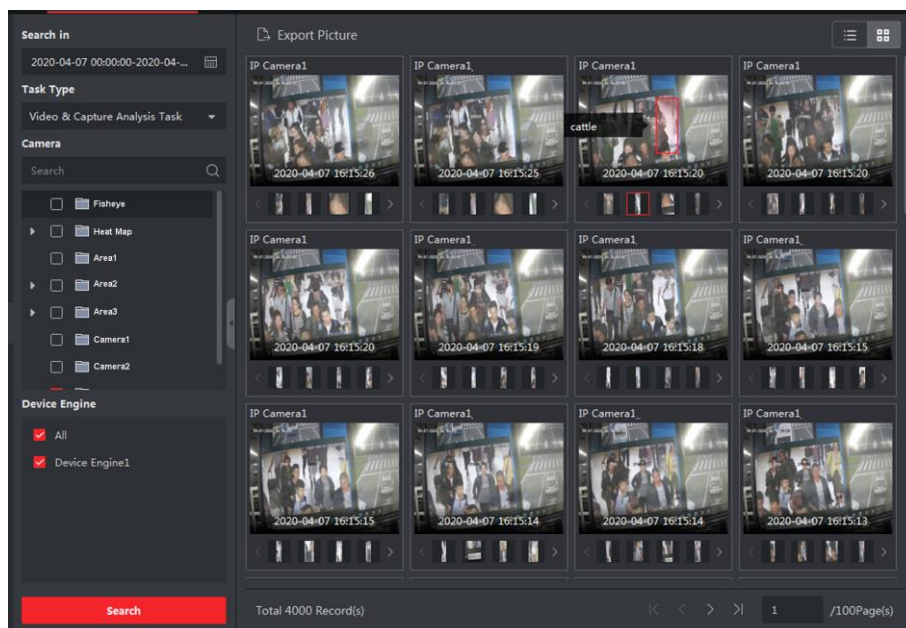 Search in
2020-04-07 00:00:00-2020-04-...
Task Type
Video & Capture Analysis Task
Camera
Search
Fisheye
Heat Map
Area1
Area2
Area3
Camera1
Camera2
Device Engine
All
Device Engine1
Search
Export Picture
IP Camera1
IP Camera1
IP Camera1
IP Camera1
cattle
2020-04-07 16:15:26
2020-04-07 16:15:25
2020-04-07 16:15:20
2020-04-07 16:15:20
IP Camera1
IP Camera1
IP Camera1
IP Camera1
2020-04-07 16:15:20
2020-04-07 16:15:19
2020-04-07 16:15:18
2020-04-07 16:15:15
IP Camera1
IP Camera1
IP Camera1
IP Camera1
2020-04-07 16:15:15
2020-04-07 16:15:14
2020-04-07 16:15:14
2020-04-07 16:15:13
Total 4000 Record(s)
1
/100Page(s)